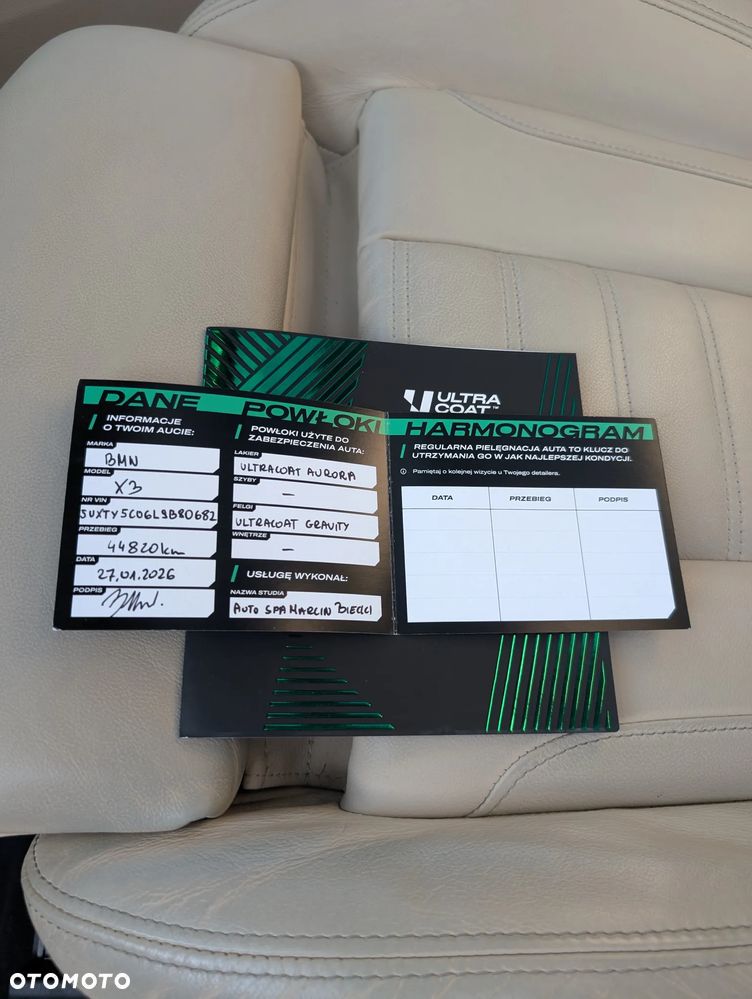 ULTRA
COAT™
DANE
INFORMACJE
O TWOIM AUCIE:
MARKA
BMW
MODEL
X3
NR VIN
5UXTY5C06L9B80682
PRZEBIEG
44820km
DATA
27.01.2026
PODPIS
POWŁOKI
POWŁOKI UŻYTE DO
ZABEZPIECZENIA AUTA:
LAKIER
ULTRACOAT AURORA
SZYBY
–
FELGI
ULTRACOAT GRAVITY
WNĘTRZE
–
USŁUGĘ WYKONAŁ:
NAZWA STUDIA
AUTO SPA MARCIN BIELCI
HARMONOGRAM
REGULARNA PIELĘGNACJA AUTA TO KLUCZ DO
UTRZYMANIA GO W JAK NAJLEPSZEJ KONDYCJI.
Pamiętaj o kolejnej wizycie u Twojego detailera.
DATA PRZEBIEG PODPIS
OTOMOTO